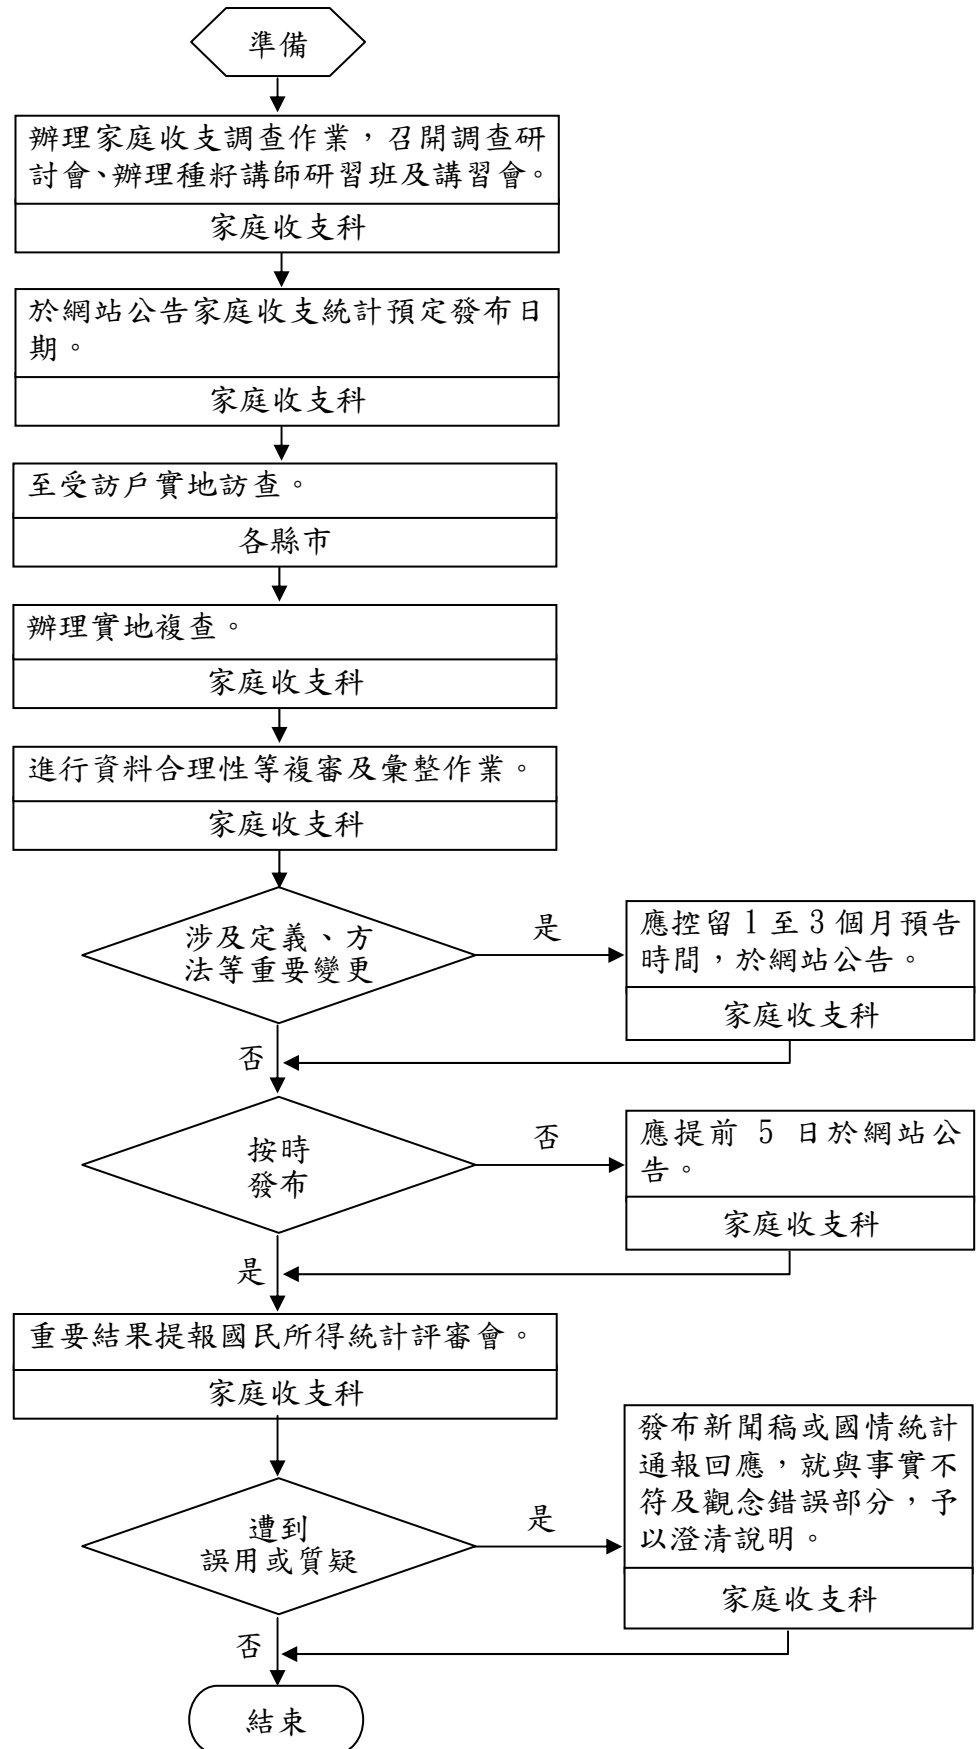 準備
辦理家庭收支調查作業，召開調查研
討會、辦理種籽講師研習班及講習會。
家庭收支科
於網站公告家庭收支統計預定發布日
期。
家庭收支科
至受訪戶實地訪查。
各縣市
辦理實地複查。
家庭收支科
進行資料合理性等複審及彙整作業。
家庭收支科
涉及定義、方
法等重要變更
是
應控留 1 至 3 個月預告
時間，於網站公告。
家庭收支科
否
按時
發布
否
應提前 5 日於網站公
告。
家庭收支科
是
重要結果提報國民所得統計評審會。
家庭收支科
遭到
誤用或質疑
是
發布新聞稿或國情統計
通報回應，就與事實不
符及觀念錯誤部分，予
以澄清說明。
家庭收支科
否
結束